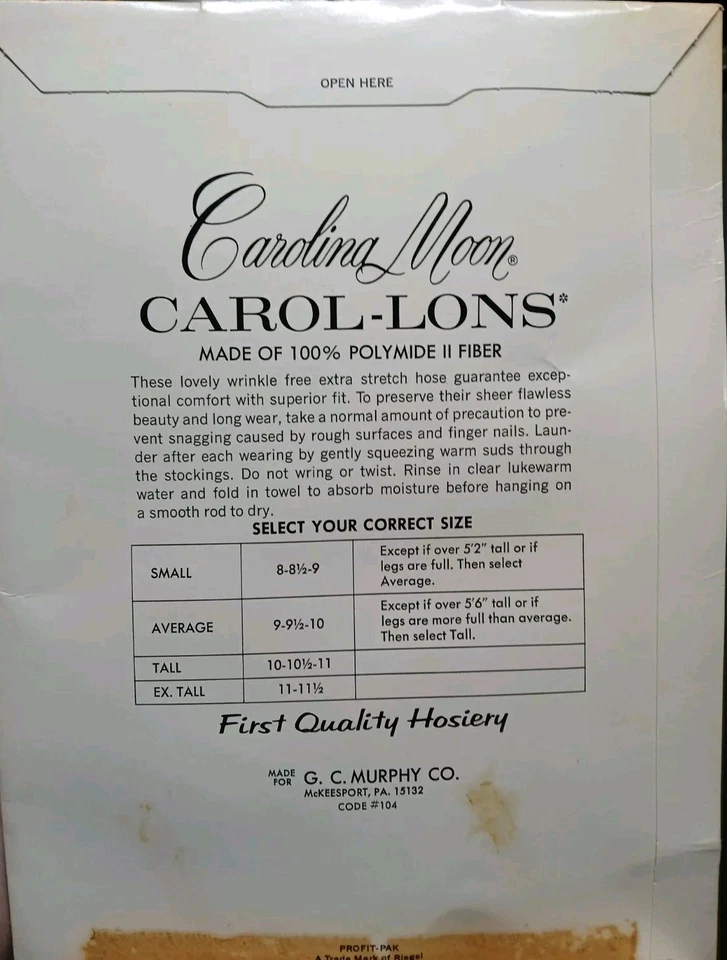 OPEN HERE
Carolina Moon®
CAROL-LONS*
MADE OF 100% POLYMIDE II FIBER
These lovely wrinkle free extra stretch hose guarantee excep-
tional comfort with superior fit. To preserve their sheer flawless
beauty and long wear, take a normal amount of precaution to pre-
vent snagging caused by rough surfaces and finger nails. Laun-
der after each wearing by gently squeezing warm suds through
the stockings. Do not wring or twist. Rinse in clear lukewarm
water and fold in towel to absorb moisture before hanging on
a smooth rod to dry.
SELECT YOUR CORRECT SIZE
SMALL 8-8½-9 Except if over 5'2" tall or if
legs are full. Then select
Average.
AVERAGE 9-9½-10 Except if over 5'6" tall or if
legs are more full than average.
Then select Tall.
TALL 10-10½-11
EX. TALL 11-11½
First Quality Hosiery
MADE FOR G. C. MURPHY CO.
McKEESPORT, PA. 15132
CODE #104
PROFIT-PAK
A Trade Mark of Riegel